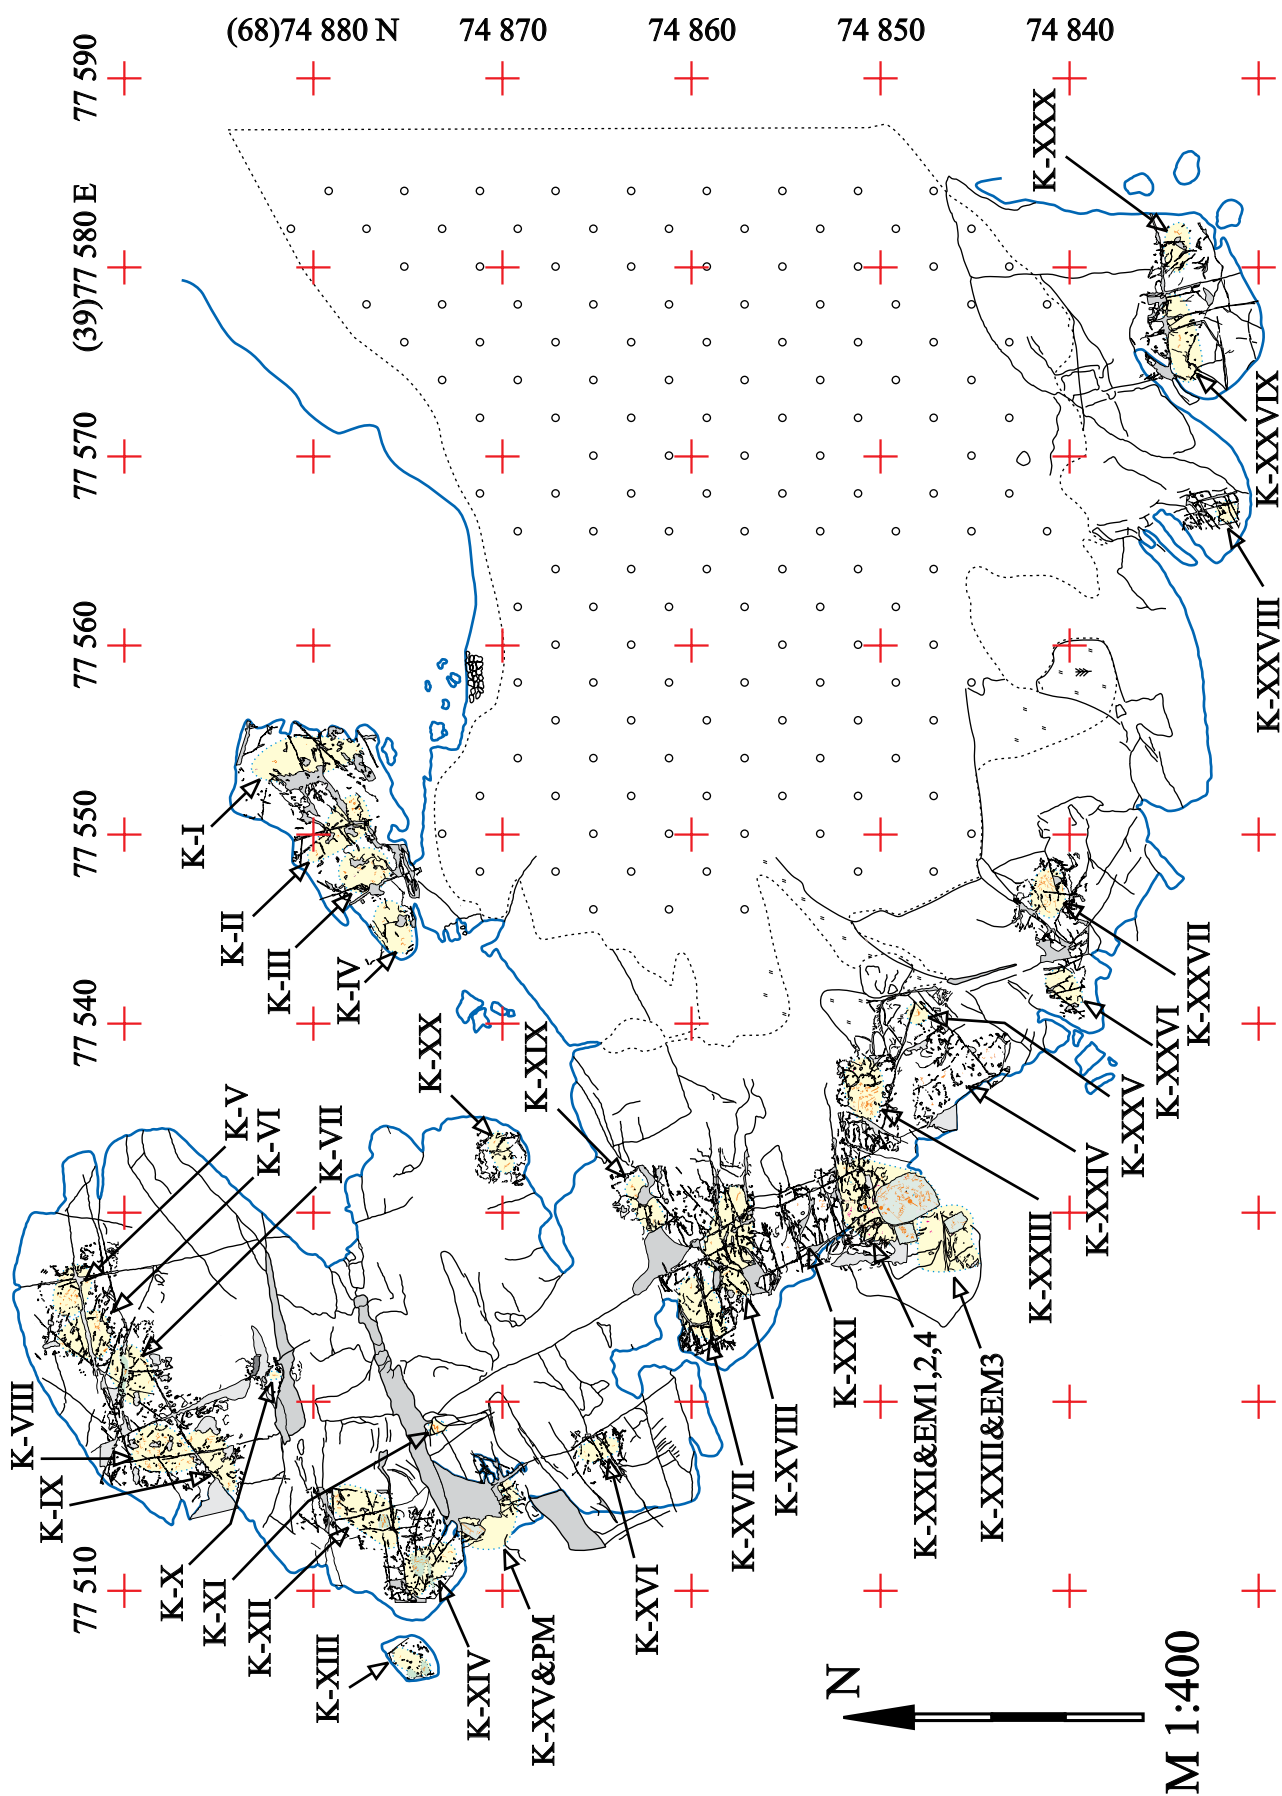 (68)74 880 N
74 870
74 860
74 850
74 840
77 590
(39)77 580 E
77 570
77 560
77 550
77 540
77 510
K-I
K-II
K-III
K-IV
K-V
K-VI
K-VII
K-VIII
K-IX
K-X
K-XI
K-XII
K-XIII
K-XIV
K-XV&PM
K-XVI
K-XVII
K-XVIII
K-XIX
K-XX
K-XXI
K-XXI&EM1,2,4
K-XXII&EM3
K-XXIII
K-XXIV
K-XXV
K-XXVI
K-XXVII
K-XXVIII
K-XXVIX
K-XXX
N
M 1:400